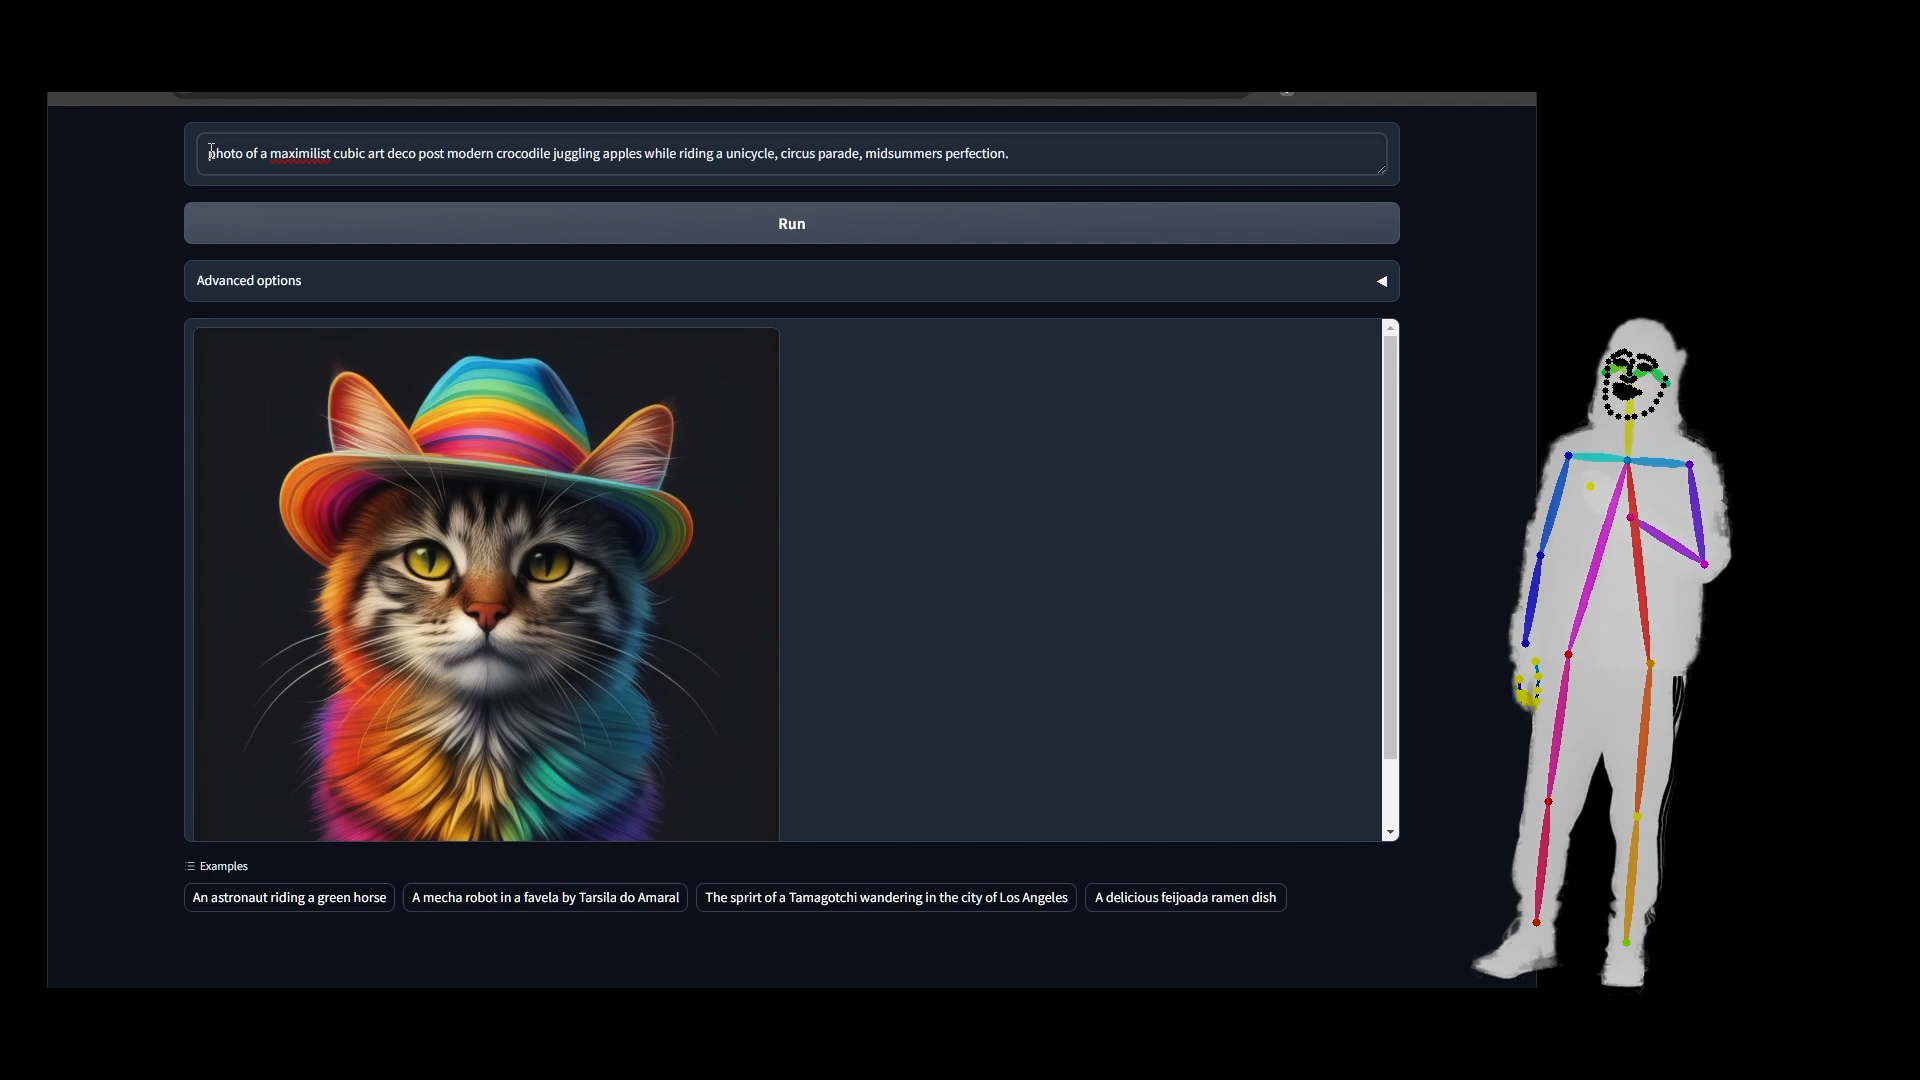 photo of a maximilist cubic art deco post modern crocodile juggling apples while riding a unicycle, circus parade, midsummers perfection.
Run
Advanced options
Examples
An astronaut riding a green horse
A mecha robot in a favela by Tarsila do Amaral
The sprirt of a Tamagotchi wandering in the city of Los Angeles
A delicious feijoada ramen dish